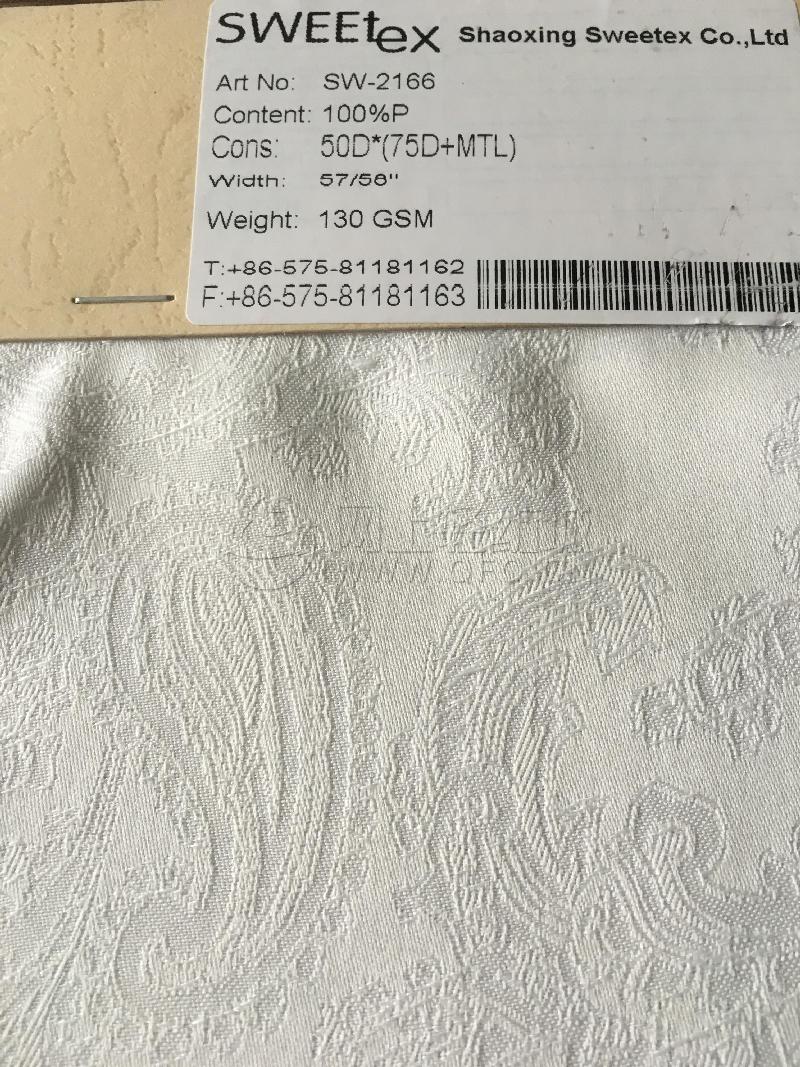 SWEEtex Shaoxing Sweetex Co.,Ltd
Art No: SW-2166
Content: 100%P
Cons: 50D*(75D+MTL)
Width: 57/58"
Weight: 130 GSM
T:+86-575-81181162
F:+86-575-81181163